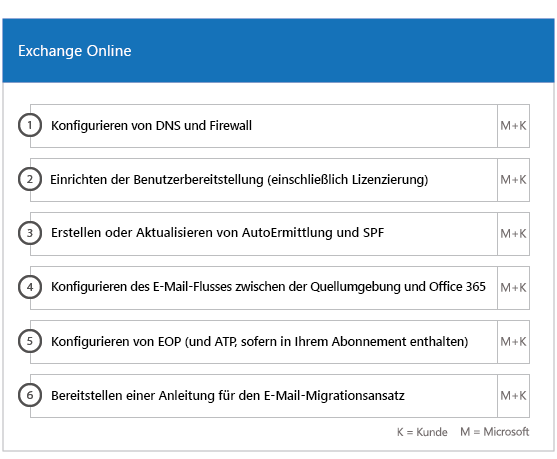 Exchange Online
1 Konfigurieren von DNS und Firewall M+K
2 Einrichten der Benutzerbereitstellung (einschließlich Lizenzierung) M+K
3 Erstellen oder Aktualisieren von AutoErmittlung und SPF M+K
4 Konfigurieren des E-Mail-Flusses zwischen der Quellumgebung und Office 365 M+K
5 Konfigurieren von EOP (und ATP, sofern in Ihrem Abonnement enthalten) M+K
6 Bereitstellen einer Anleitung für den E-Mail-Migrationsansatz M+K
K = Kunde M = Microsoft